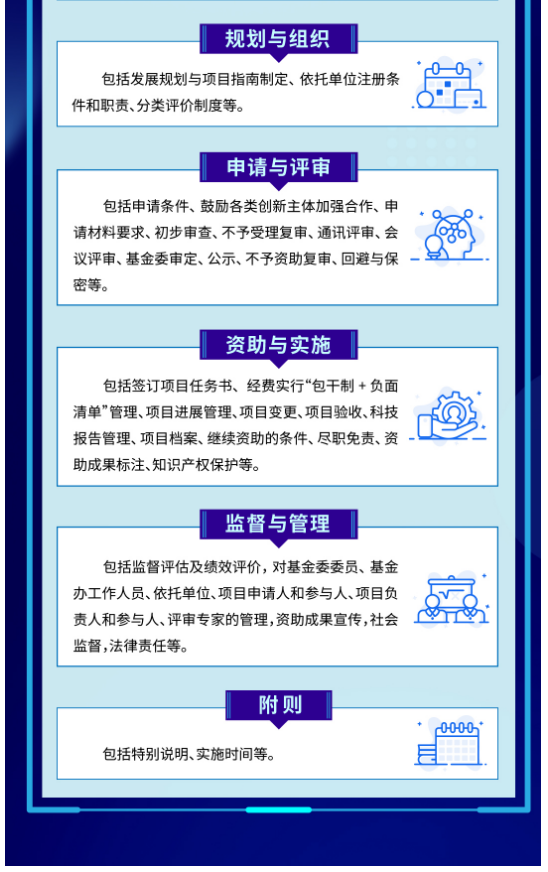 规划与组织
包括发展规划与项目指南制定、依托单位注册条
件和职责、分类评价制度等。
申请与评审
包括申请条件、鼓励各类创新主体加强合作、申
请材料要求、初步审查、不予受理复审、通讯评审、会
议评审、基金委审定、公示、不予资助复审、回避与保
密等。
资助与实施
包括签订项目任务书、经费实行“包干制 + 负面
清单”管理、项目进展管理、项目变更、项目验收、科技
报告管理、项目档案、继续资助的条件、尽职免责、资
助成果标注、知识产权保护等。
监督与管理
包括监督评估及绩效评价，对基金委委员、基金
办工作人员、依托单位、项目申请人和参与人、项目负
责人和参与人、评审专家的管理，资助成果宣传，社会
监督，法律责任等。
附则
包括特别说明、实施时间等。